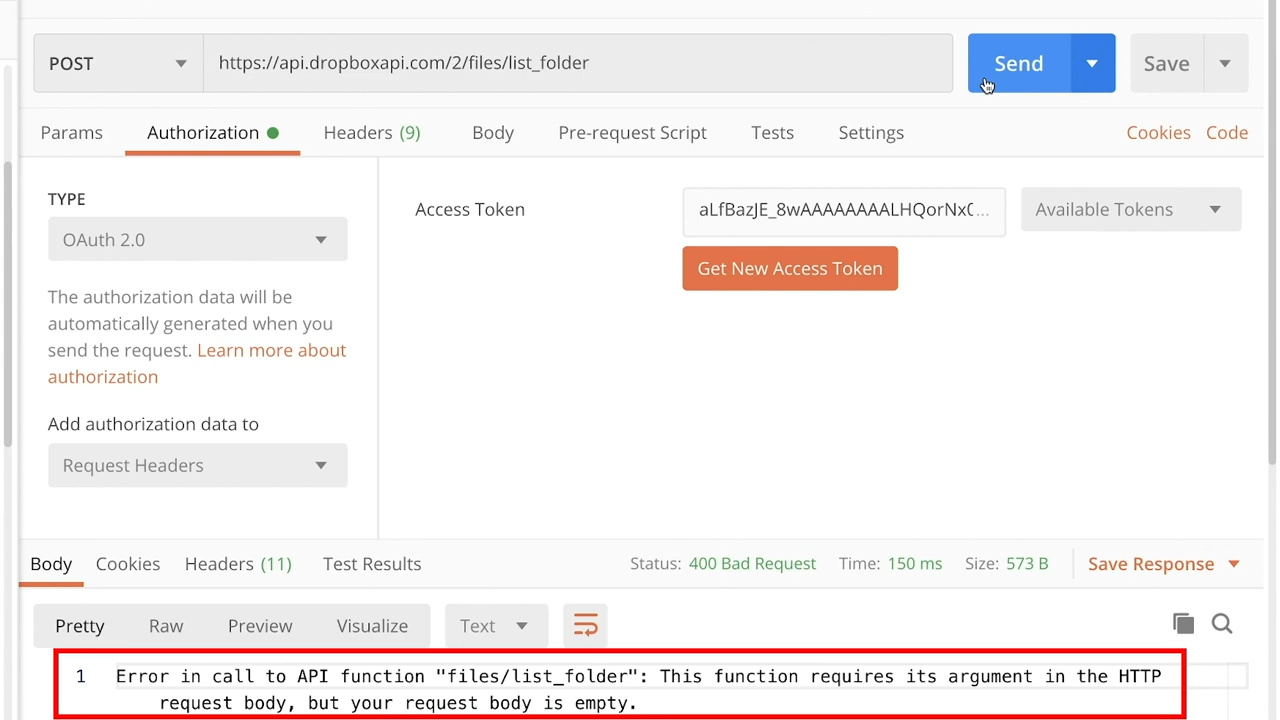 POST
https://api.dropboxapi.com/2/files/list_folder
Send
Save
Params
Authorization
Headers (9)
Body
Pre-request Script
Tests
Settings
Cookies
Code
TYPE
OAuth 2.0
The authorization data will be
automatically generated when you
send the request. Learn more about
authorization
Add authorization data to
Request Headers
Access Token
aLfBazJE_8wAAAAAAAALHQorNx0...
Available Tokens
Get New Access Token
Body
Cookies
Headers (11)
Test Results
Status: 400 Bad Request
Time: 150 ms
Size: 573 B
Save Response
Pretty
Raw
Preview
Visualize
Text
1 Error in call to API function "files/list_folder": This function requires its argument in the HTTP
request body, but your request body is empty.